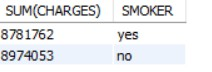 SUM(CHARGES) SMOKER
8781762 yes
8974053 no